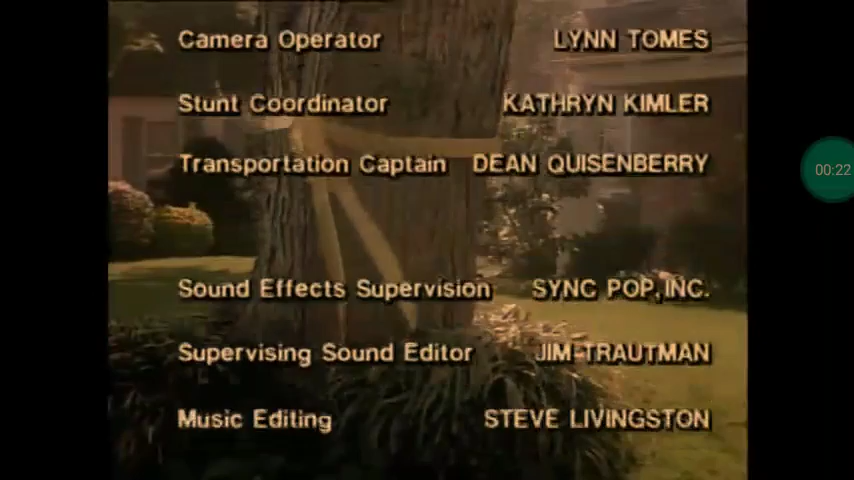 Camera Operator LYNN TOMES
Stunt Coordinator KATHRYN KIMLER
Transportation Captain DEAN QUISENBERRY
00:22
Sound Effects Supervision SYNC POP, INC.
Supervising Sound Editor JIM TRAUTMAN
Music Editing STEVE LIVINGSTON